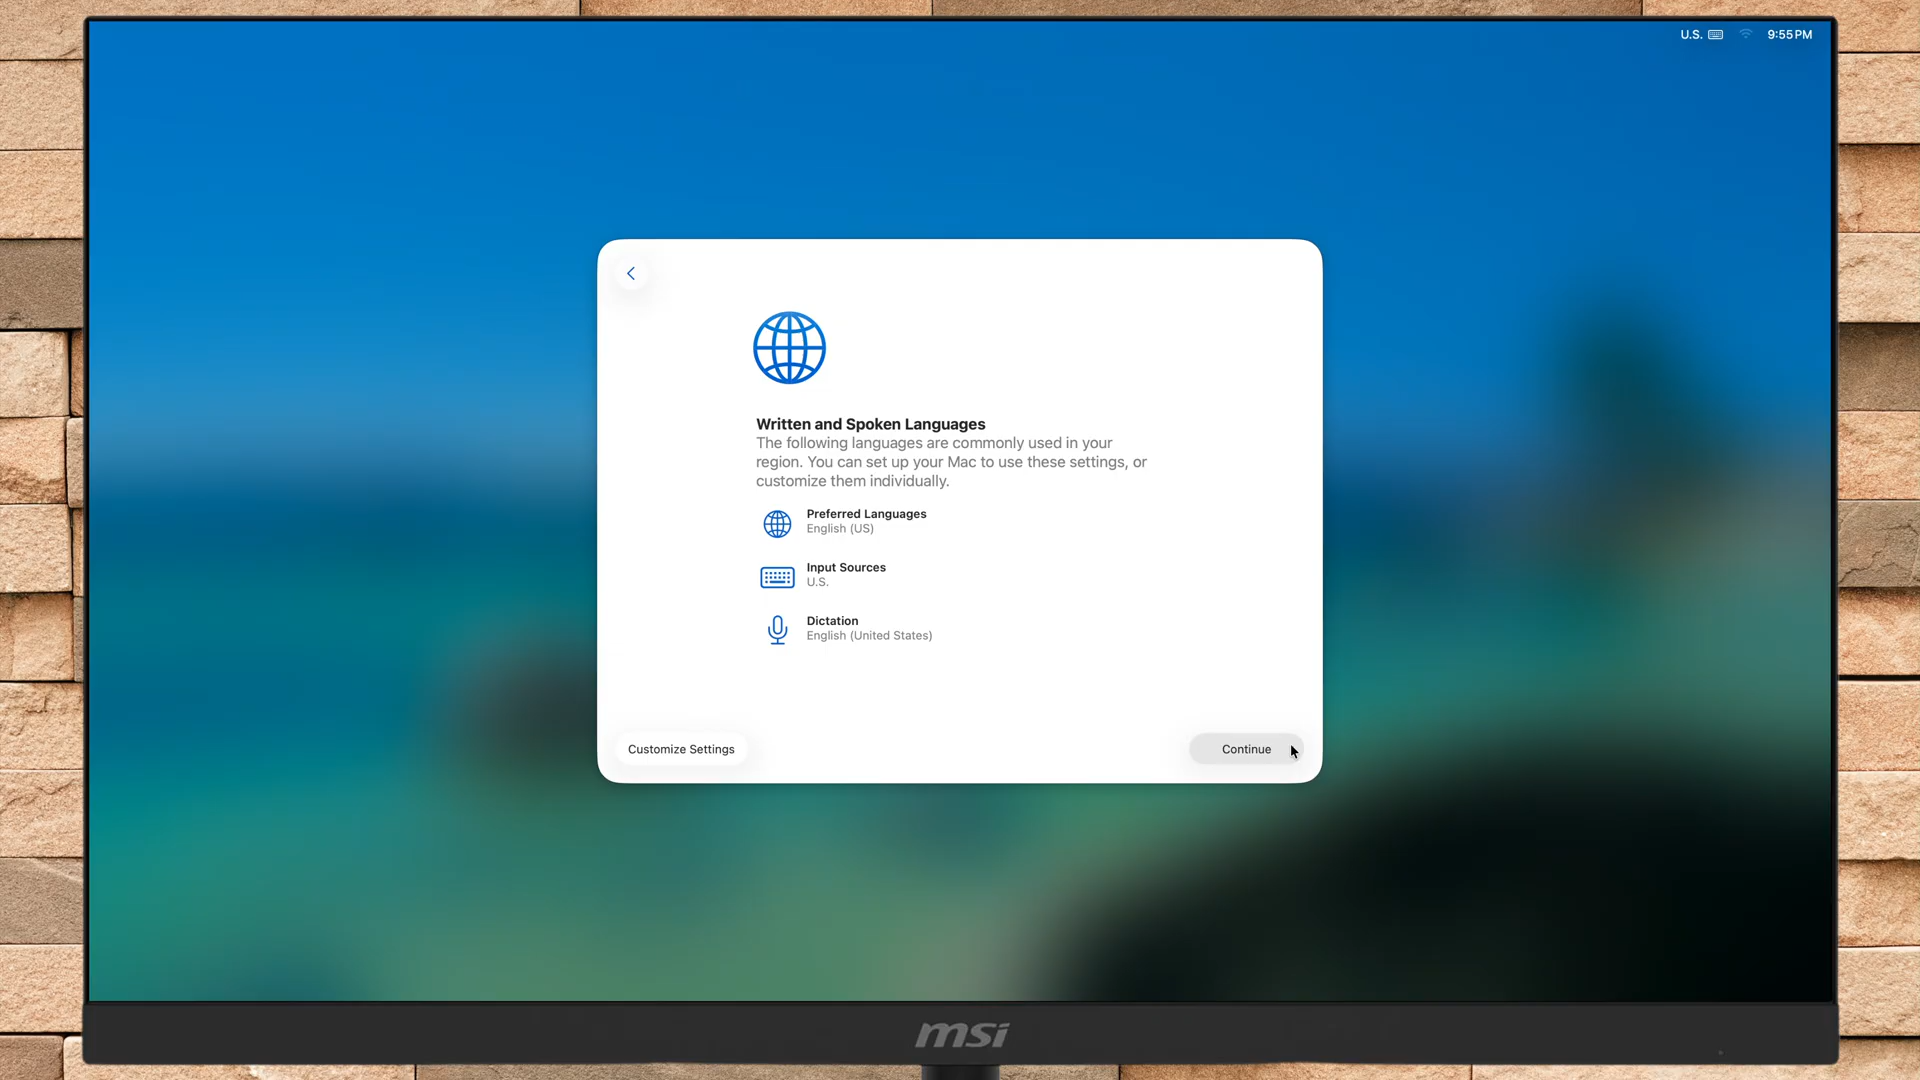 U.S. 9:55 PM
Written and Spoken Languages
The following languages are commonly used in your
region. You can set up your Mac to use these settings, or
customize them individually.
Preferred Languages
English (US)
Input Sources
U.S.
Dictation
English (United States)
Customize Settings
Continue
msi